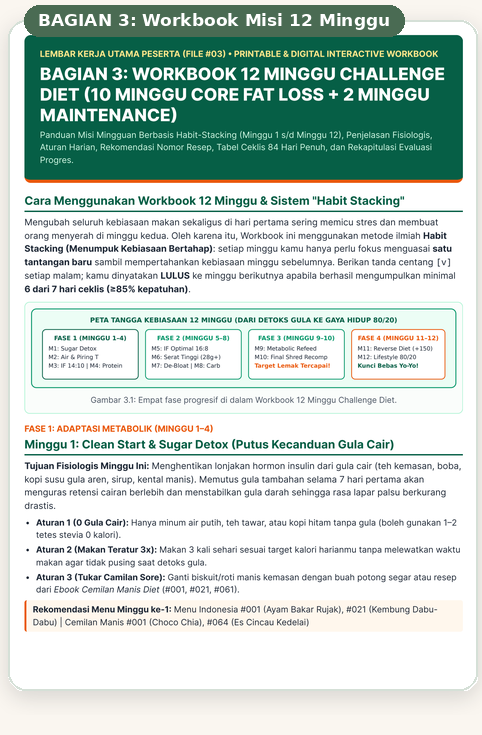 BAGIAN 3: Workbook Misi 12 Minggu
LEMBAR KERJA UTAMA PESERTA (FILE #03) • PRINTABLE & DIGITAL INTERACTIVE WORKBOOK
BAGIAN 3: WORKBOOK 12 MINGGU CHALLENGE
DIET (10 MINGGU CORE FAT LOSS + 2 MINGGU
MAINTENANCE)
Panduan Misi Mingguan Berbasis Habit-Stacking (Minggu 1 s/d Minggu 12), Penjelasan Fisiologis,
Aturan Harian, Rekomendasi Nomor Resep, Tabel Ceklis 84 Hari Penuh, dan Rekapitulasi Evaluasi
Progres.
Cara Menggunakan Workbook 12 Minggu & Sistem "Habit Stacking"
Mengubah seluruh kebiasaan makan sekaligus di hari pertama sering memicu stres dan membuat
orang menyerah di minggu kedua. Oleh karena itu, Workbook ini menggunakan metode ilmiah Habit
Stacking (Menumpuk Kebiasaan Bertahap): setiap minggu kamu hanya perlu fokus menguasai satu
tantangan baru sambil mempertahankan kebiasaan minggu sebelumnya. Berikan tanda centang [v]
setiap malam; kamu dinyatakan LULUS ke minggu berikutnya apabila berhasil mengumpulkan minimal
6 dari 7 hari ceklis (≥85% kepatuhan).
PETA TANGGA KEBIASAAN 12 MINGGU (DARI DETOKS GULA KE GAYA HIDUP 80/20)
FASE 1 (MINGGU 1-4)
M1: Sugar Detox
M2: Air & Piring T
M3: IF 14:10 | M4: Protein
FASE 2 (MINGGU 5-8)
M5: IF Optimal 16:8
M6: Serat Tinggi (28g+)
M7: De-Bloat | M8: Carb
FASE 3 (MINGGU 9-10)
M9: Metabolic Refeed
M10: Final Shred Recomp
Target Lemak Tercapai!
FASE 4 (MINGGU 11-12)
M11: Reverse Diet (+150)
M12: Lifestyle 80/20
Kunci Bebas Yo-Yo!
Gambar 3.1: Empat fase progresif di dalam Workbook 12 Minggu Challenge Diet.
FASE 1: ADAPTASI METABOLIK (MINGGU 1–4)
Minggu 1: Clean Start & Sugar Detox (Putus Kecanduan Gula Cair)
Tujuan Fisiologis Minggu Ini: Menghentikan lonjakan hormon insulin dari gula cair (teh kemasan, boba,
kopi susu gula aren, sirup, kental manis). Memutus gula tambahan selama 7 hari pertama akan
menguras retensi cairan berlebih dan menstabilkan gula darah sehingga rasa lapar palsu berkurang
drastis.
• Aturan 1 (0 Gula Cair): Hanya minum air putih, teh tawar, atau kopi hitam tanpa gula (boleh gunakan 1–2
tetes stevia 0 kalori).
• Aturan 2 (Makan Teratur 3x): Makan 3 kali sehari sesuai target kalori harianmu tanpa melewatkan waktu
makan agar tidak pusing saat detoks gula.
• Aturan 3 (Tukar Camilan Sore): Ganti biskuit/roti manis kemasan dengan buah potong segar atau resep
dari Ebook Cemilan Manis Diet (#001, #021, #061).
Rekomendasi Menu Minggu ke-1: Menu Indonesia #001 (Ayam Bakar Rujak), #021 (Kembung Dabu-
Dabu) | Cemilan Manis #001 (Choco Chia), #064 (Es Cincau Kedelai)